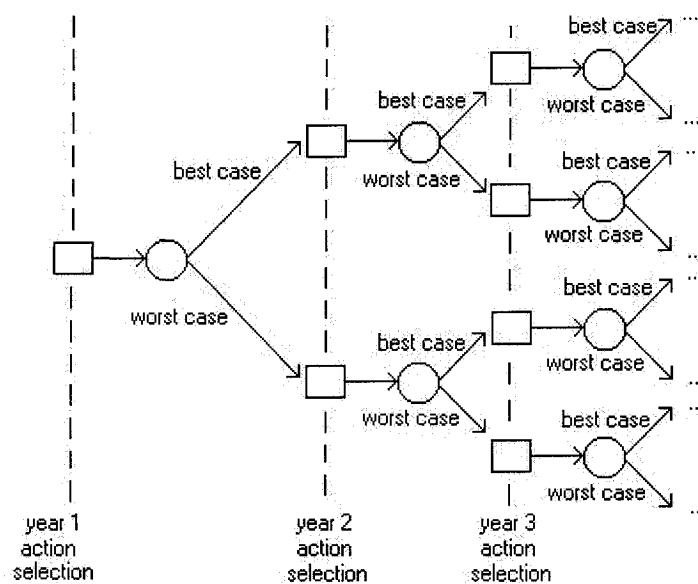 best case
...
best case
worst case
...
best case
worst case
best case
...
worst case
...
worst case
best case
...
best case
worst case
worst case
...
best case
...
worst case
worst case
...
year 1
action
selection
year 2
action
selection
year 3
action
selection